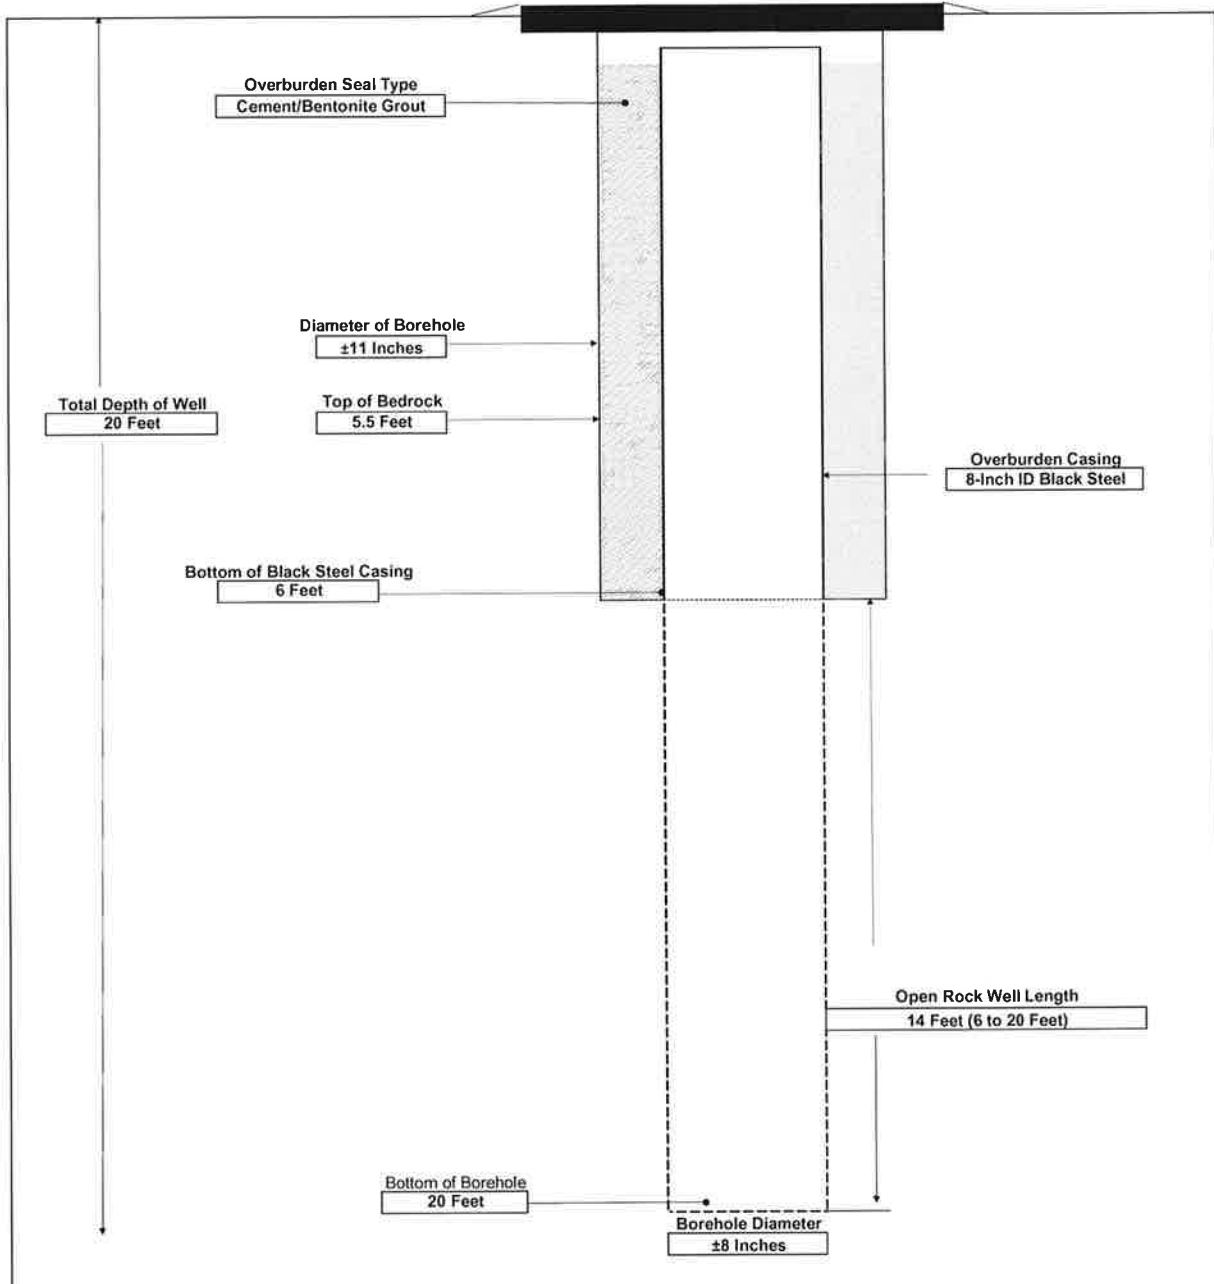 Overburden Seal Type
Cement/Bentonite Grout
Diameter of Borehole
±11 Inches
Total Depth of Well
20 Feet
Top of Bedrock
5.5 Feet
Overburden Casing
8-Inch ID Black Steel
Bottom of Black Steel Casing
6 Feet
Open Rock Well Length
14 Feet (6 to 20 Feet)
Bottom of Borehole
20 Feet
Borehole Diameter
±8 Inches